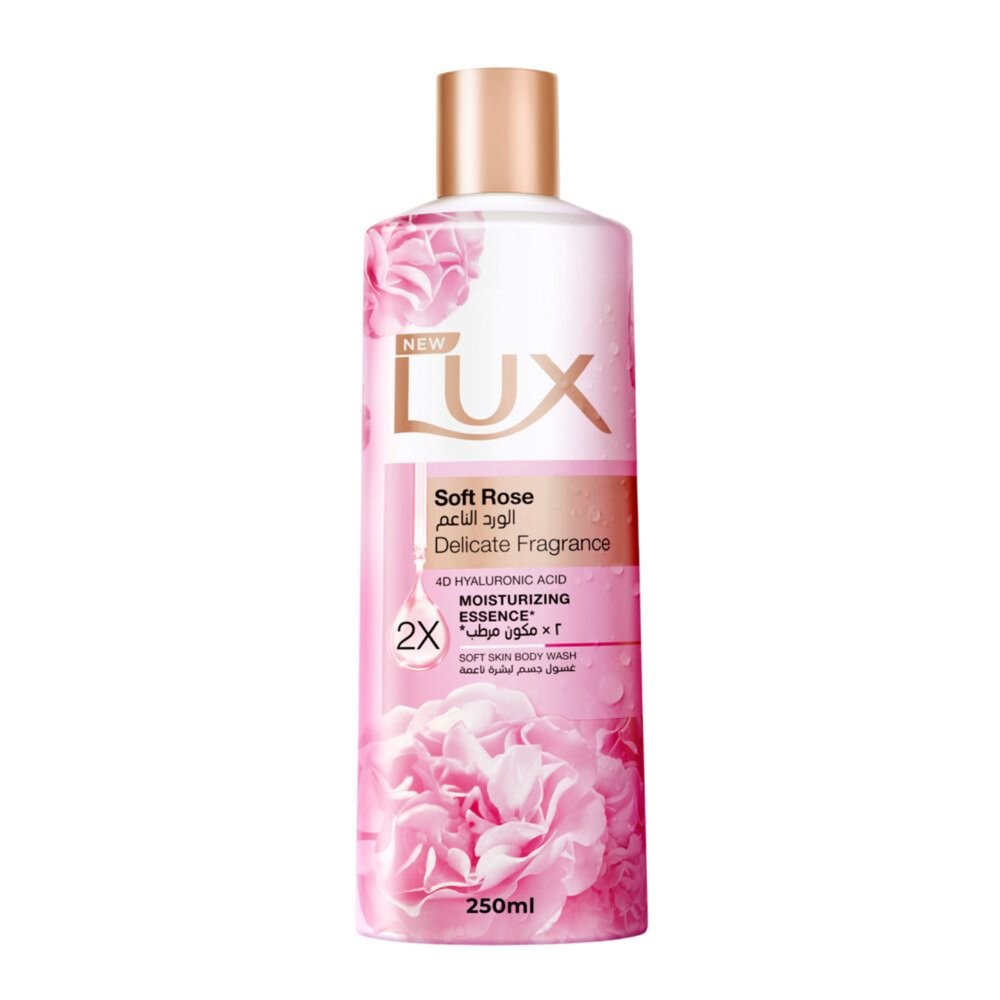 NEW
LUX
Soft Rose
الورد الناعم
Delicate Fragrance
4D HYALURONIC ACID
MOISTURIZING
ESSENCE*
٢ × مكون مرطب*
2X
SOFT SKIN BODY WASH
غسول جسم لبشرة ناعمة
250ml